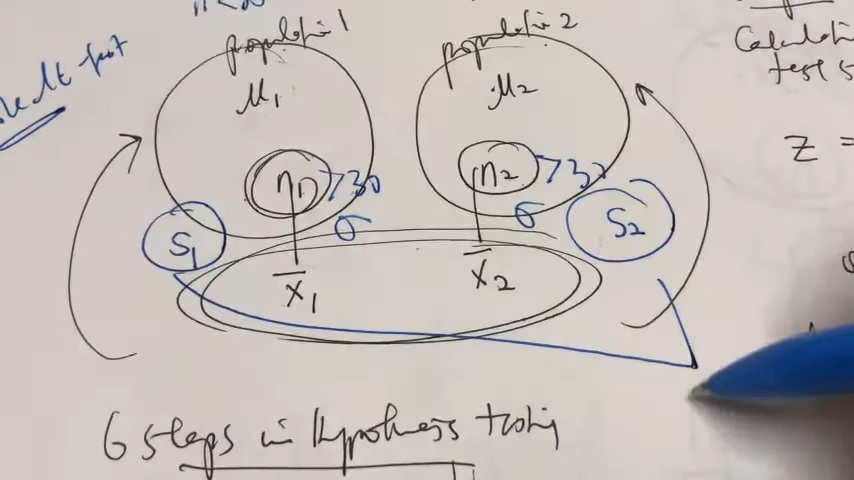 population 1
population 2
μ₁
μ₂
n₁ >30
n₂ >30
σ
σ
S₁
S₂
x̄₁
x̄₂
6 steps in Hypothesis testing
Z =